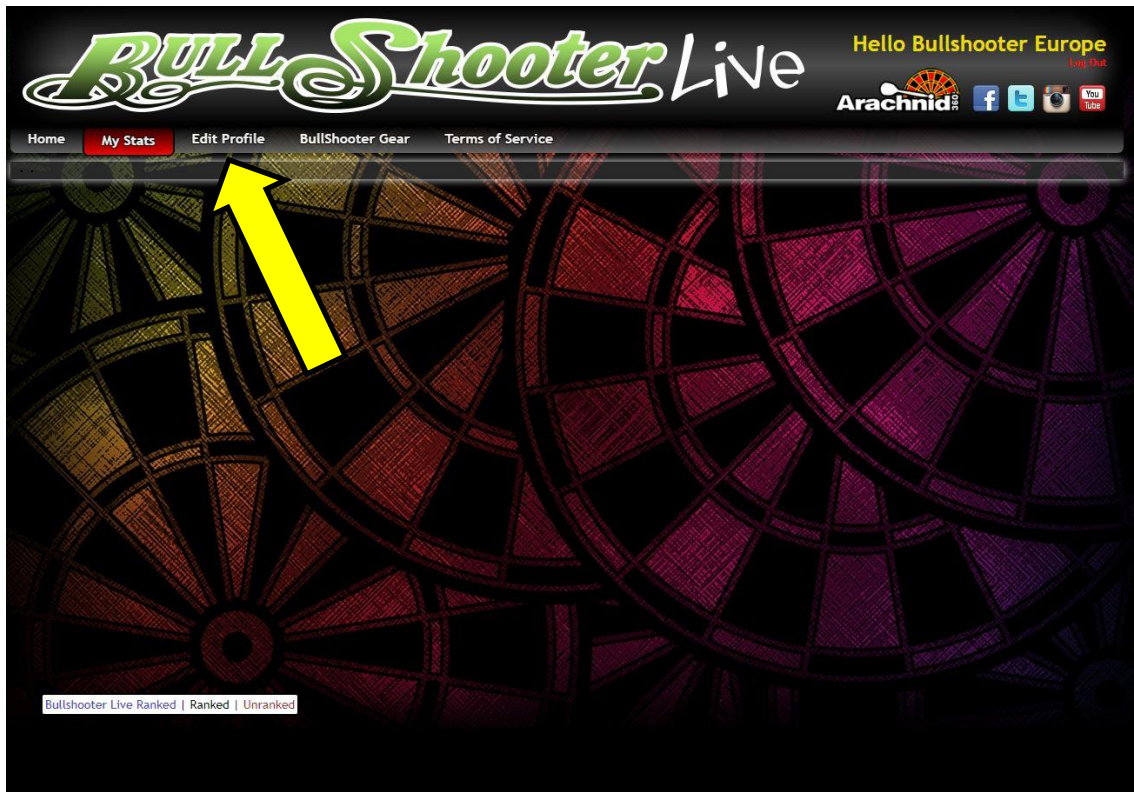 BullShooter Live
Hello Bullshooter Europe
Log Out
Arachnid 360
You
Tube
Home My Stats Edit Profile BullShooter Gear Terms of Service
Bullshooter Live Ranked | Ranked | Unranked